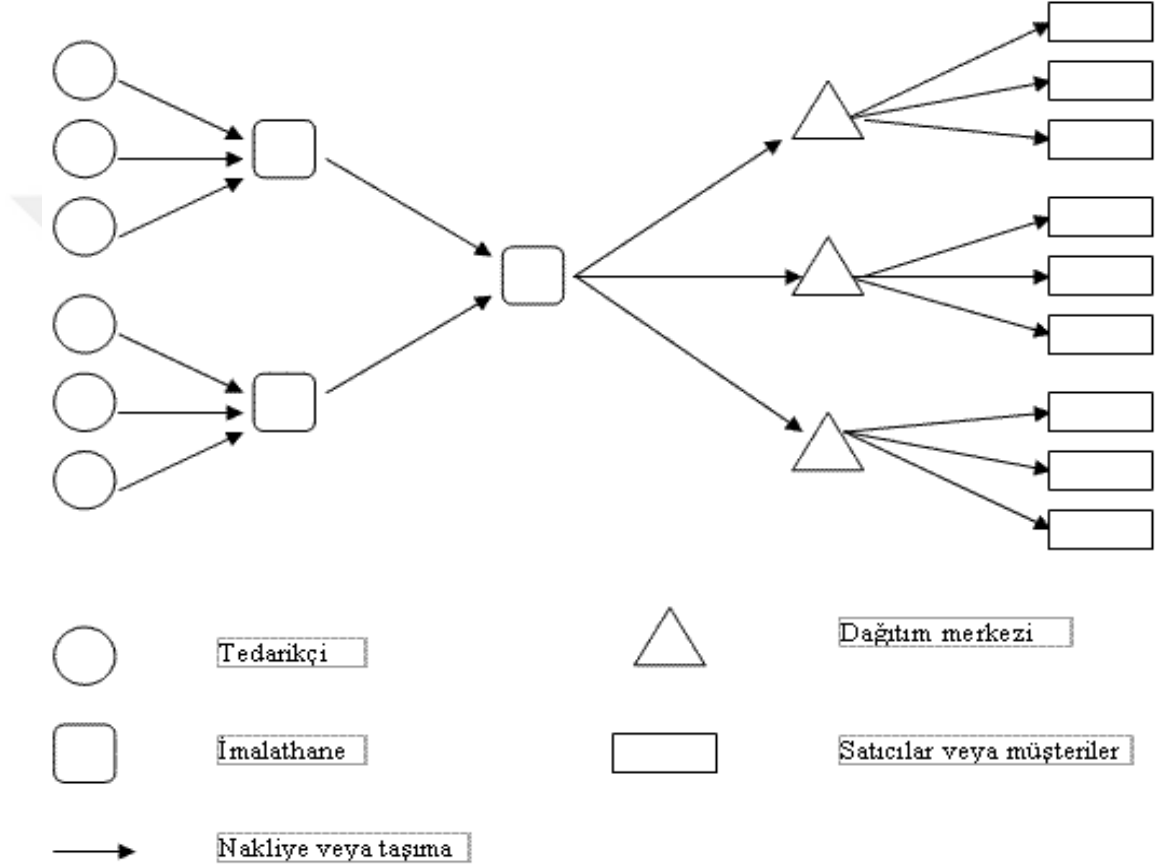 Tedarikçi
Dağıtım merkezi
İmalathane
Satıcılar veya müşteriler
Nakliye veya taşıma